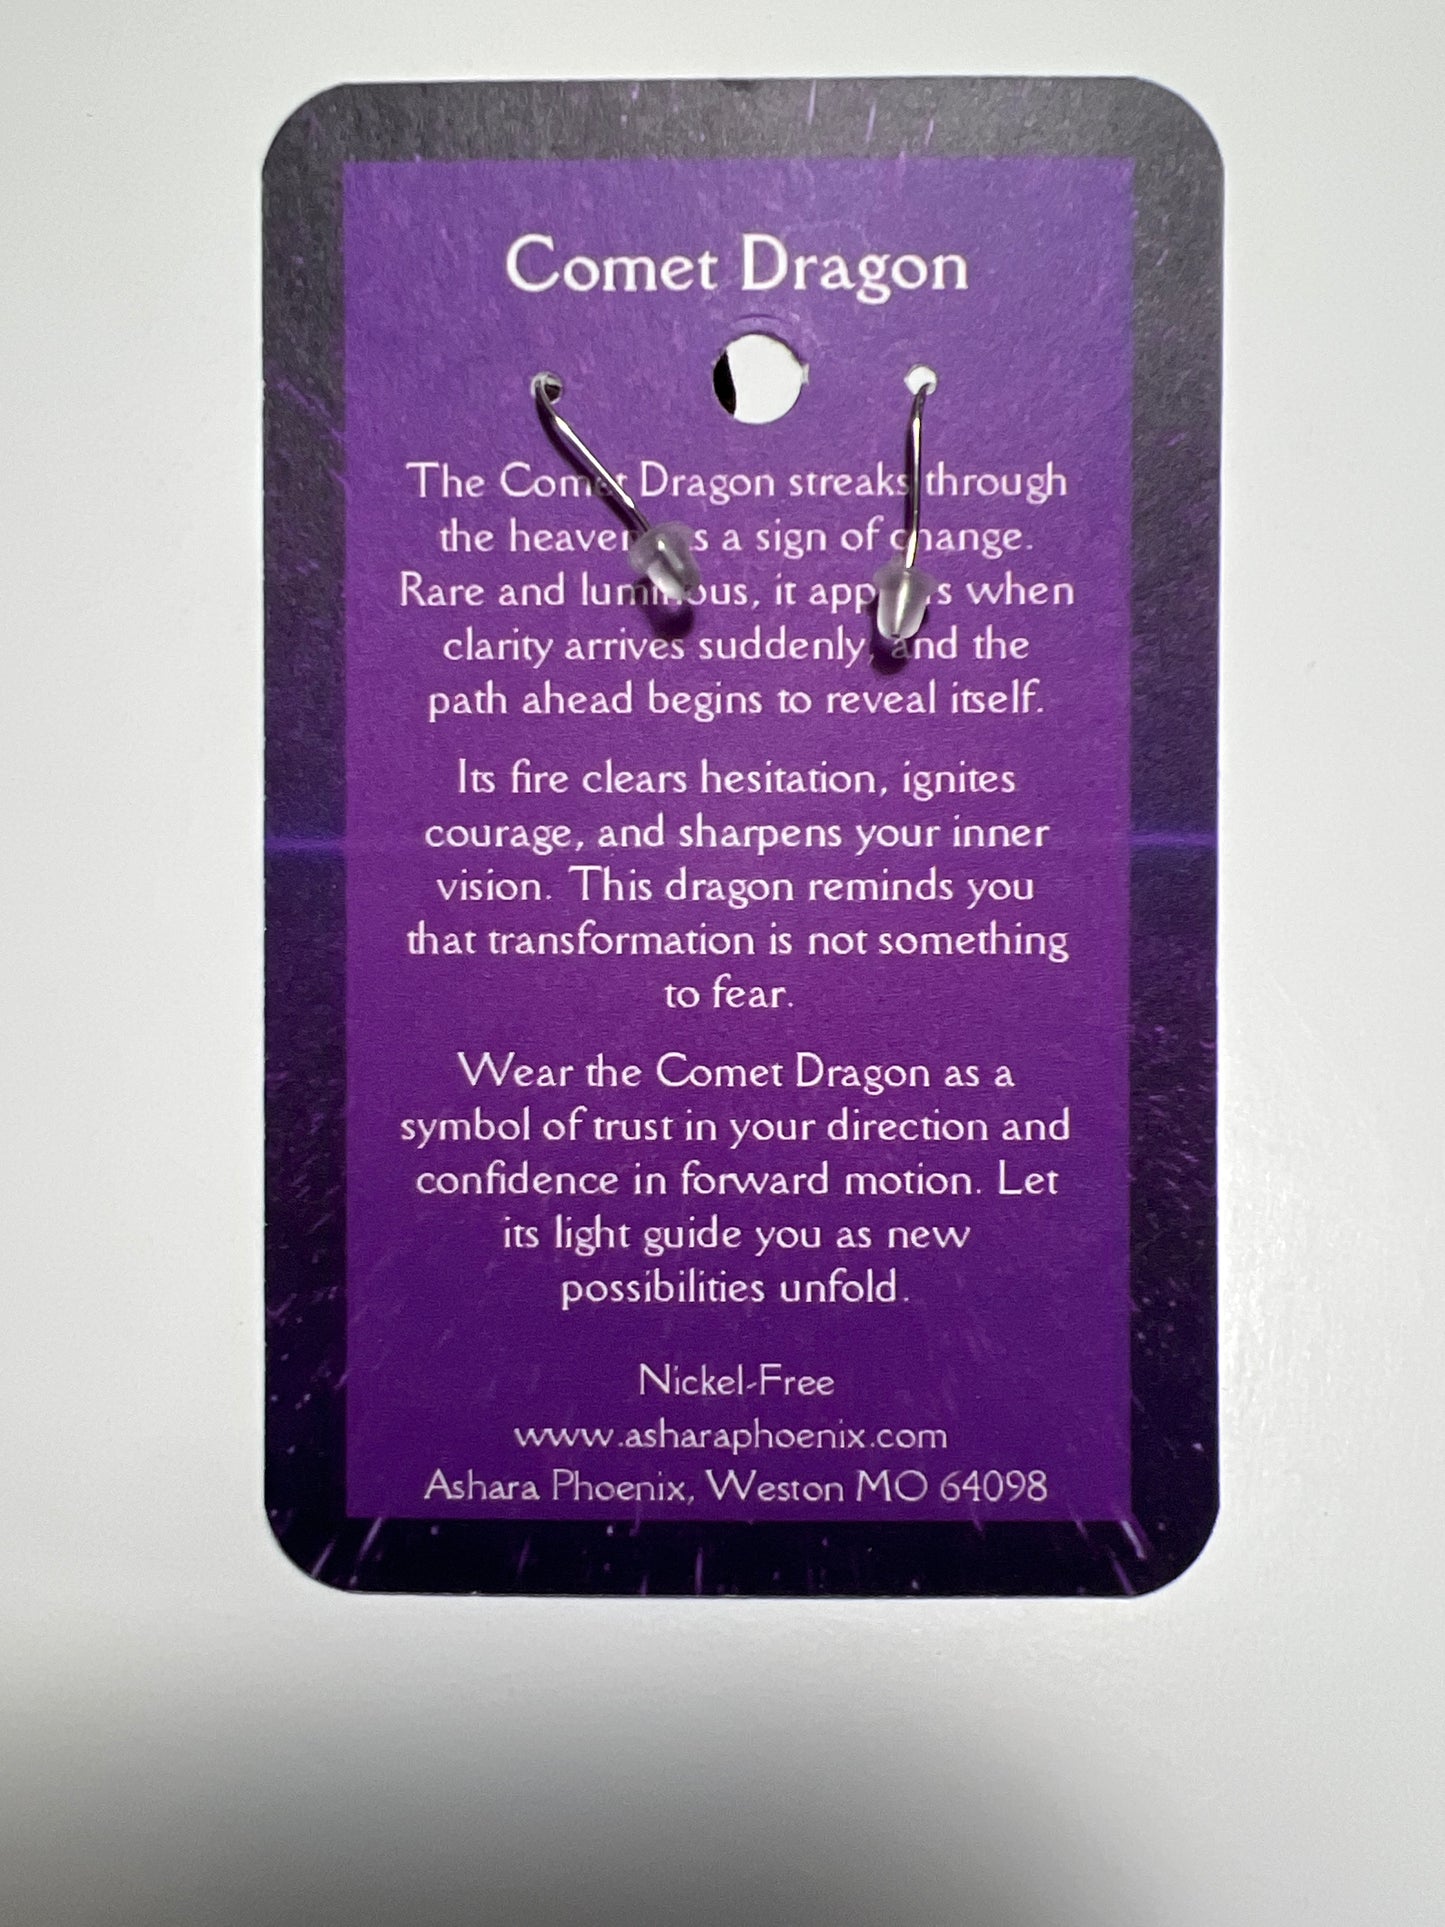 Comet Dragon
The Comet Dragon streaks through
the heavens as a sign of change.
Rare and luminous, it appears when
clarity arrives suddenly, and the
path ahead begins to reveal itself.
Its fire clears hesitation, ignites
courage, and sharpens your inner
vision. This dragon reminds you
that transformation is not something
to fear.
Wear the Comet Dragon as a
symbol of trust in your direction and
confidence in forward motion. Let
its light guide you as new
possibilities unfold.
Nickel-Free
www.asharaphoenix.com
Ashara Phoenix, Weston MO 64098